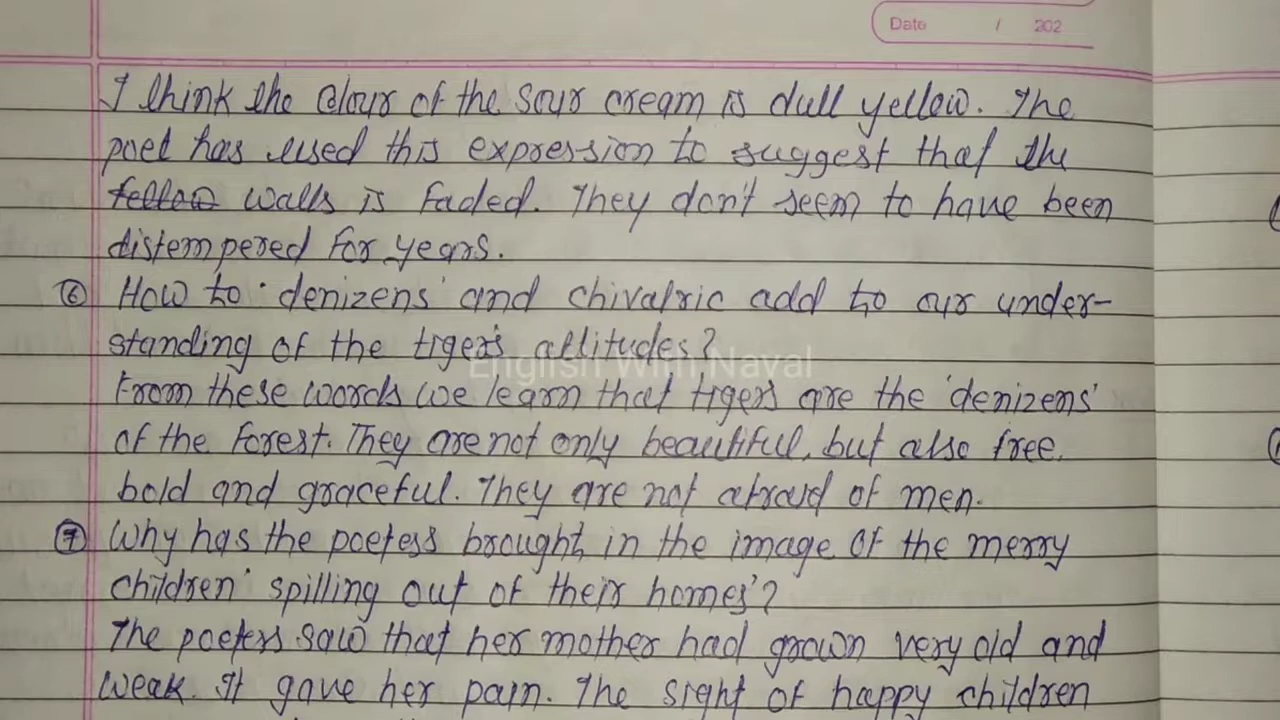 Date / 202
I think the colour of the sour cream is dull yellow. The
poet has used this expression to suggest that the
fellow walls is faded. They don't seem to have been
distempered for years.
⑥ How to 'denizens' and chivalric add to our under-
standing of the tiger's attitudes?
English With Naval
From these words we learn that tigers are the 'denizens'
of the forest. They are not only beautiful, but also free,
bold and graceful. They are not afraid of men.
⑦ Why has the poetess brought in the image of the merry
children 'spilling out of their homes'?
The poetess saw that her mother had grown very old and
weak. It gave her pain. The sight of happy children